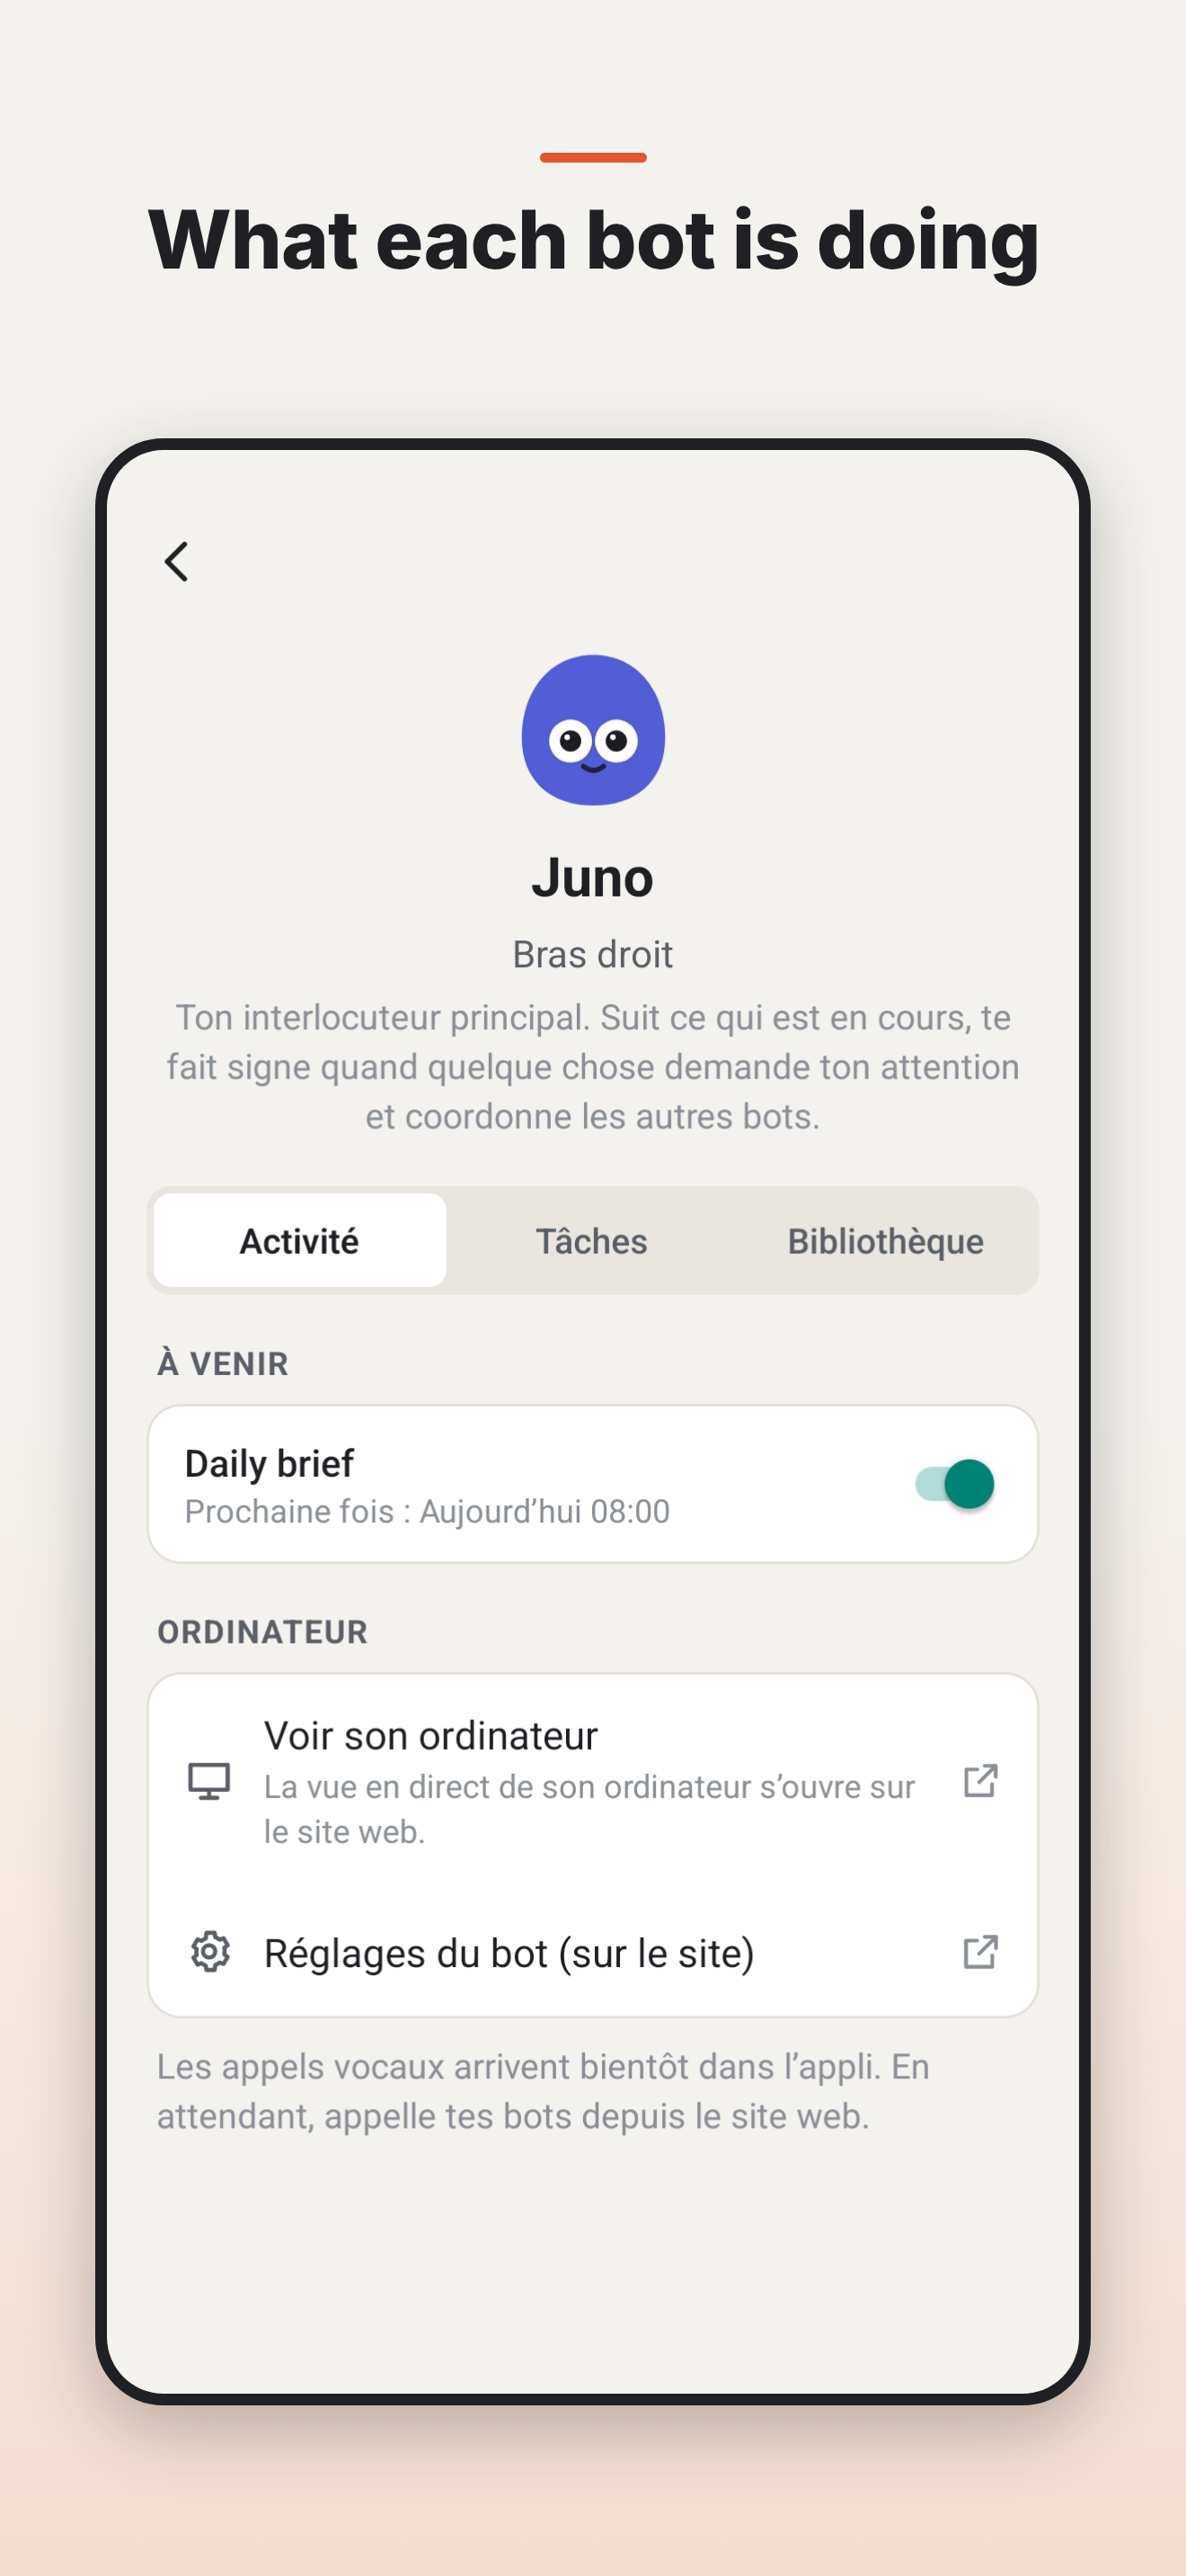 What each bot is doing
Juno
Bras droit
Ton interlocuteur principal. Suit ce qui est en cours, te
fait signe quand quelque chose demande ton attention
et coordonne les autres bots.
Activité
Tâches
Bibliothèque
À VENIR
Daily brief
Prochaine fois : Aujourd’hui 08:00
ORDINATEUR
Voir son ordinateur
La vue en direct de son ordinateur s’ouvre sur
le site web.
Réglages du bot (sur le site)
Les appels vocaux arrivent bientôt dans l’appli. En
attendant, appelle tes bots depuis le site web.